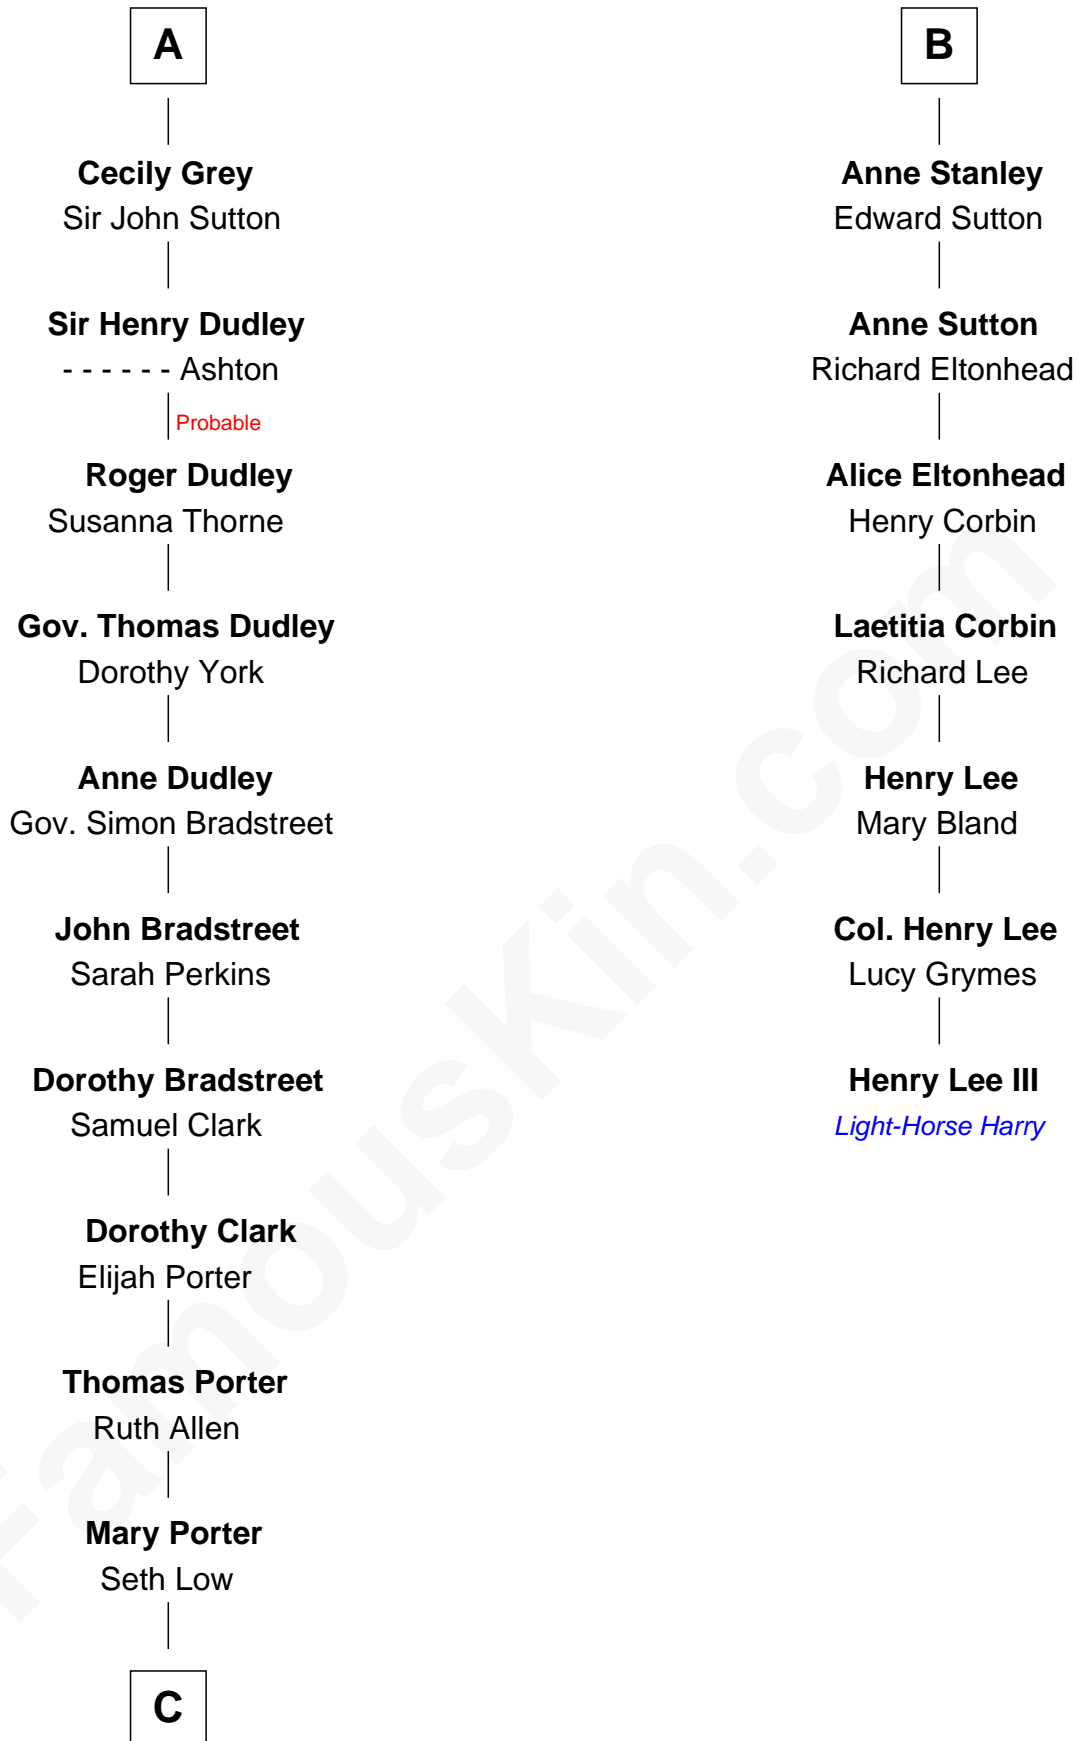 A
Cecily Grey
Sir John Sutton
Sir Henry Dudley
- - - - - - Ashton
Probable
Roger Dudley
Susanna Thorne
Gov. Thomas Dudley
Dorothy York
Anne Dudley
Gov. Simon Bradstreet
John Bradstreet
Sarah Perkins
Dorothy Bradstreet
Samuel Clark
Dorothy Clark
Elijah Porter
Thomas Porter
Ruth Allen
Mary Porter
Seth Low
C
B
Anne Stanley
Edward Sutton
Anne Sutton
Richard Eltonhead
Alice Eltonhead
Henry Corbin
Laetitia Corbin
Richard Lee
Henry Lee
Mary Bland
Col. Henry Lee
Lucy Grymes
Henry Lee III
Light-Horse Harry
FamousKin.com